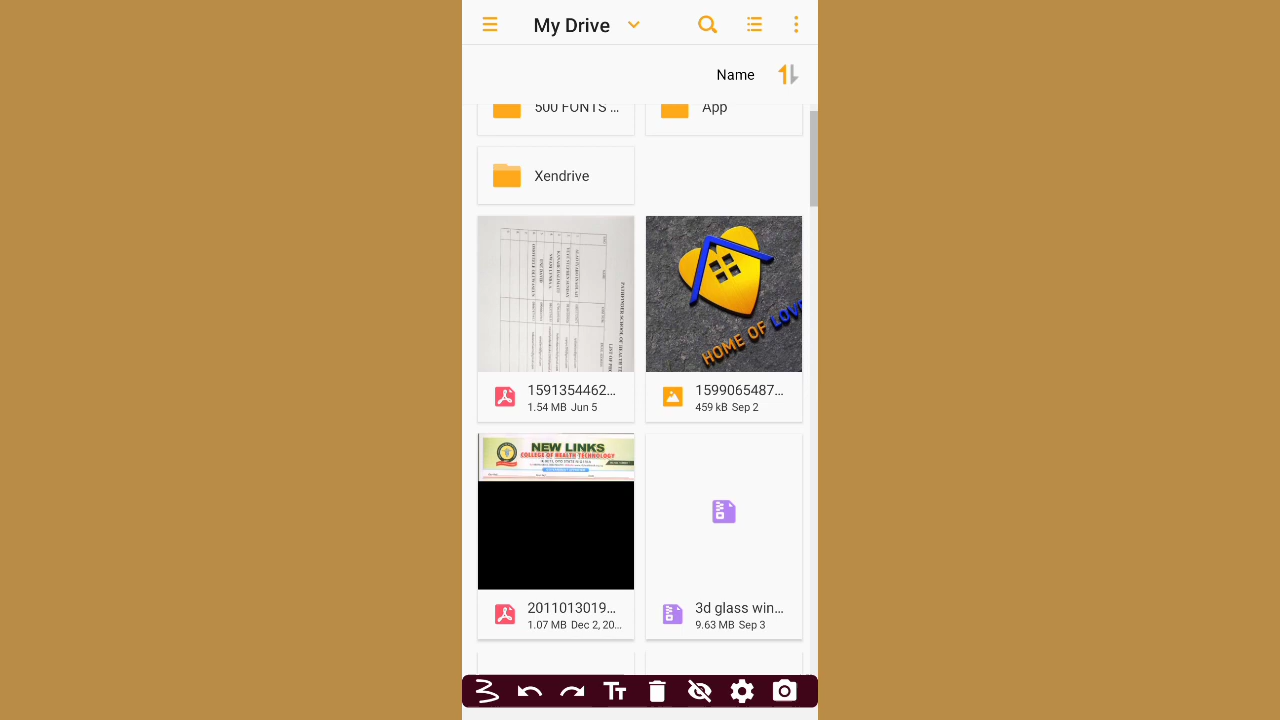 My Drive
Name
500 FONTS ...
App
Xendrive
HOME OF LOVE
1591354462...
1.54 MB Jun 5
1599065487...
459 kB Sep 2
NEW LINKS
COLLEGE OF HEALTH TECHNOLOGY
2011013019...
1.07 MB Dec 2, 20...
3d glass win...
9.63 MB Sep 3